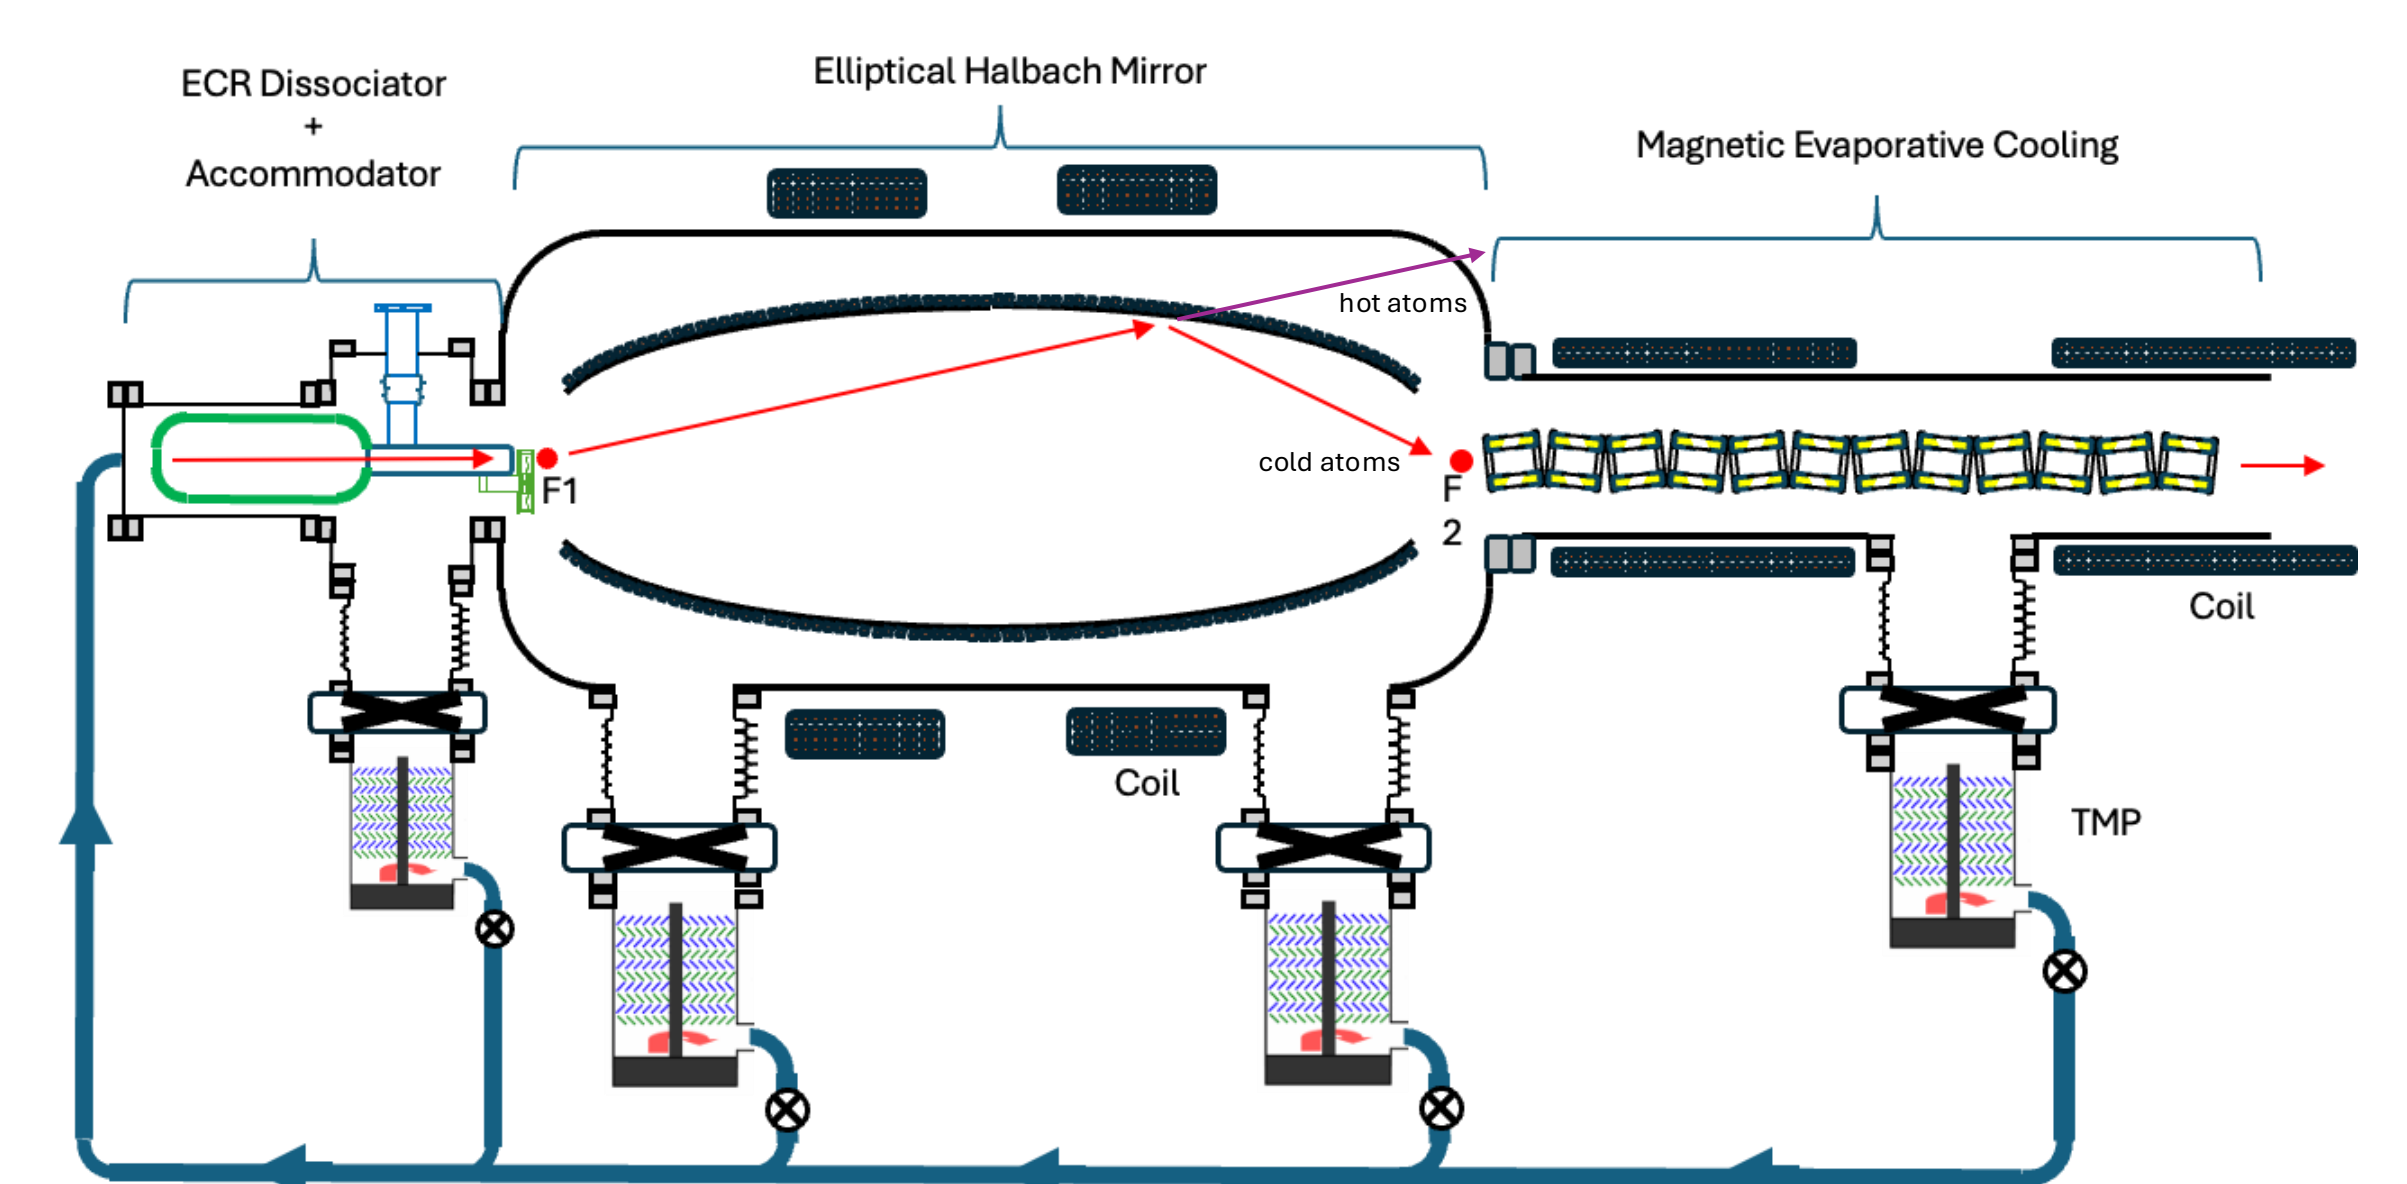 ECR Dissociator
+
Accommodator
Elliptical Halbach Mirror
Magnetic Evaporative Cooling
hot atoms
cold atoms
F1
F
2
Coil
Coil
TMP